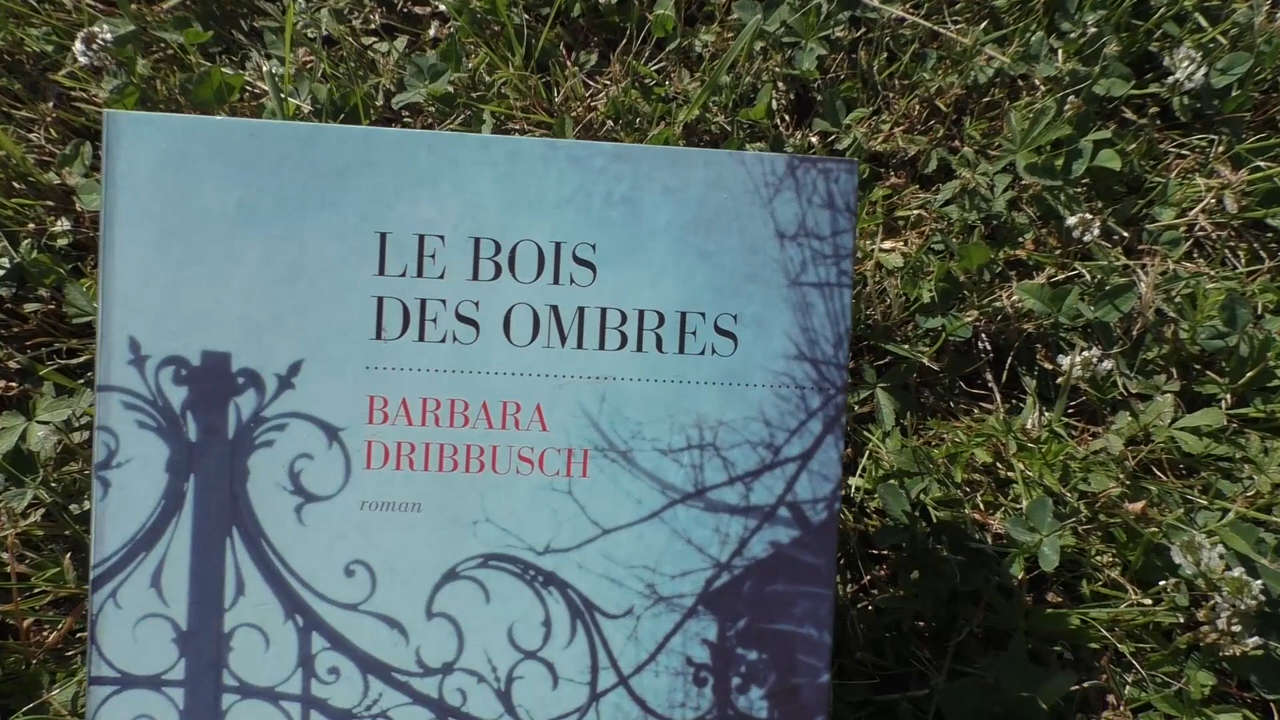 LE BOIS
DES OMBRES
BARBARA
DRIBBUSCH
roman